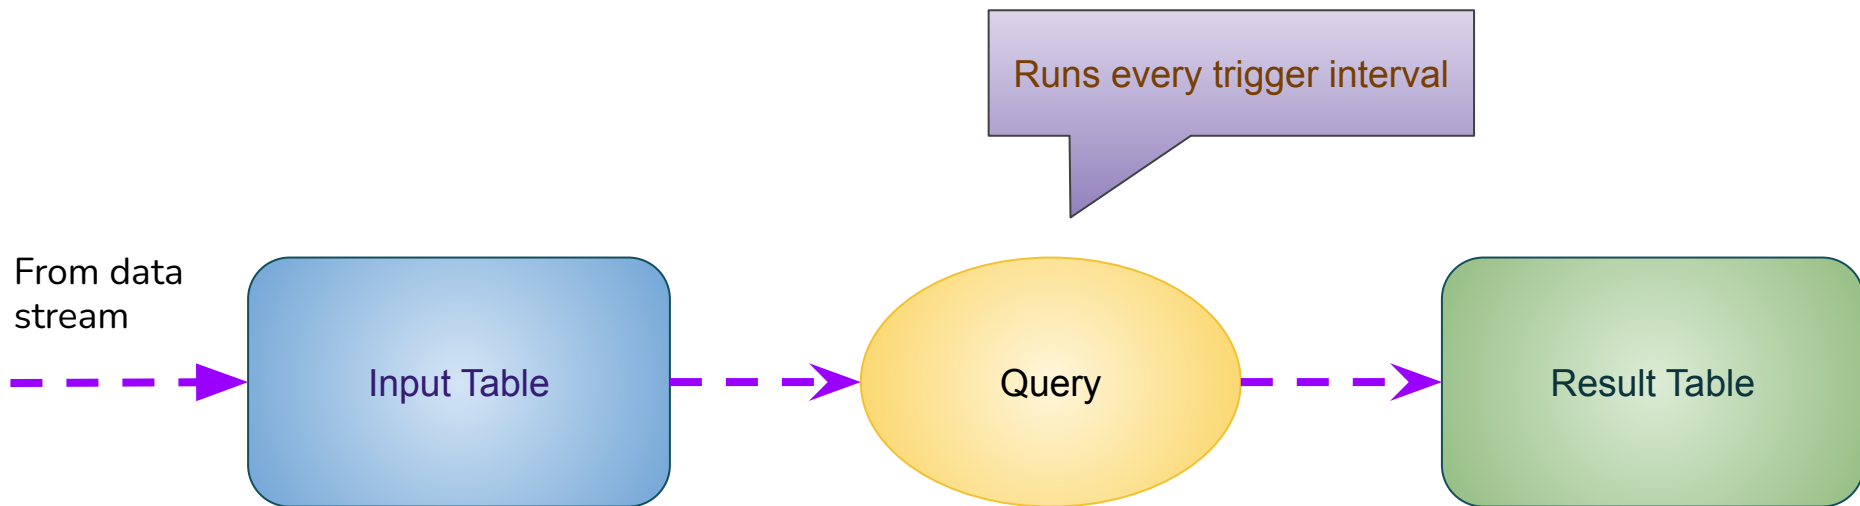 Runs every trigger interval
From data
stream
Input Table
Query
Result Table